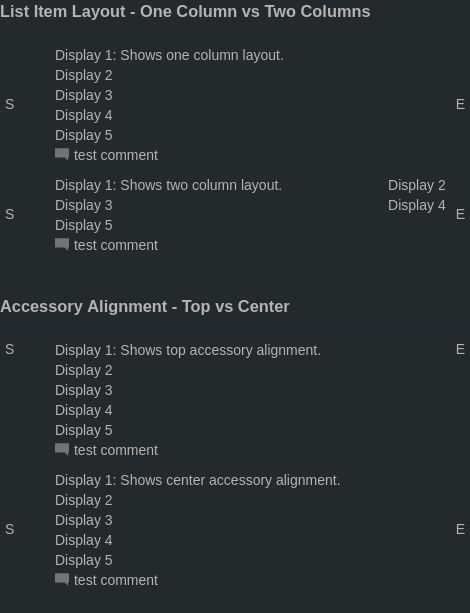 List Item Layout - One Column vs Two Columns
Display 1: Shows one column layout.
Display 2
Display 3
S
E
Display 4
Display 5
test comment
Display 1: Shows two column layout.
Display 2
Display 3
Display 4
S
E
Display 5
test comment
Accessory Alignment - Top vs Center
S
Display 1: Shows top accessory alignment.
E
Display 2
Display 3
Display 4
Display 5
test comment
Display 1: Shows center accessory alignment.
Display 2
Display 3
S
E
Display 4
Display 5
test comment